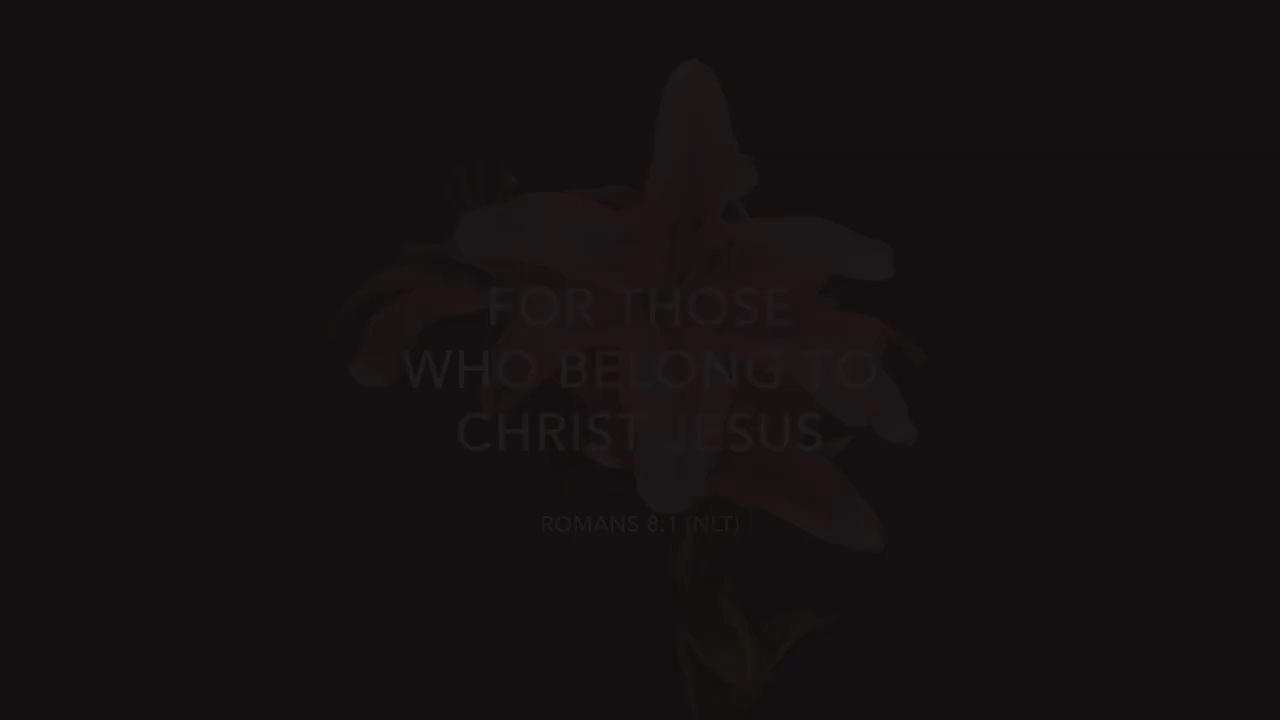 FOR THOSE
WHO BELONG TO
CHRIST JESUS
ROMANS 8:1 (NLT)